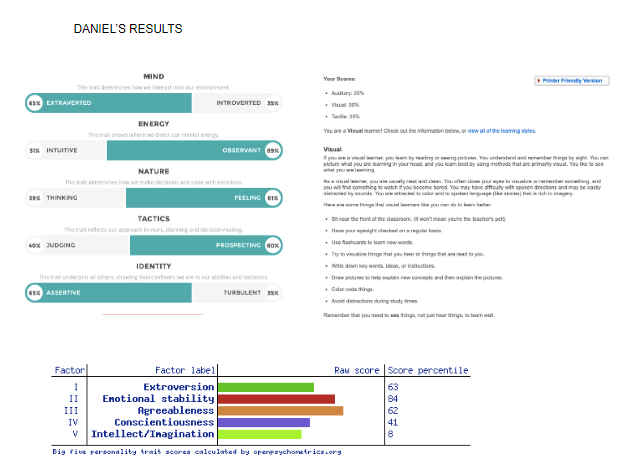 DANIEL'S RESULTS
MIND
This trait determines how we interact with our environment.
65% EXTRAVERTED INTROVERTED 35%
ENERGY
This trait shows where we direct our mental energy.
31% INTUITIVE OBSERVANT 69%
NATURE
This trait determines how we make decisions and cope with emotions.
39% THINKING FEELING 61%
TACTICS
This trait reflects our approach to work, planning and decision-making.
40% JUDGING PROSPECTING 60%
IDENTITY
This trait underpins all others, showing how confident we are in our abilities and decisions.
65% ASSERTIVE TURBULENT 35%
Your Scores:
Printer Friendly Version
• Auditory: 25%
• Visual: 50%
• Tactile: 25%
You are a Visual learner! Check out the information below, or view all of the learning styles.
Visual
If you are a visual learner, you learn by reading or seeing pictures. You understand and remember things by sight. You can
picture what you are learning in your head, and you learn best by using methods that are primarily visual. You like to see
what you are learning.
As a visual learner, you are usually neat and clean. You often close your eyes to visualize or remember something, and
you will find something to watch if you become bored. You may have difficulty with spoken directions and may be easily
distracted by sounds. You are attracted to color and to spoken language (like stories) that is rich in imagery.
Here are some things that visual learners like you can do to learn better:
• Sit near the front of the classroom. (It won't mean you're the teacher's pet!)
• Have your eyesight checked on a regular basis.
• Use flashcards to learn new words.
• Try to visualize things that you hear or things that are read to you.
• Write down key words, ideas, or instructions.
• Draw pictures to help explain new concepts and then explain the pictures.
• Color code things.
• Avoid distractions during study times.
Remember that you need to see things, not just hear things, to learn well.
Factor Factor label Raw score Score percentile
I Extroversion 63
II Emotional stability 84
III Agreeableness 62
IV Conscientiousness 41
V Intellect/Imagination 8
Big five personality trait scores calculated by openpsychometrics.org